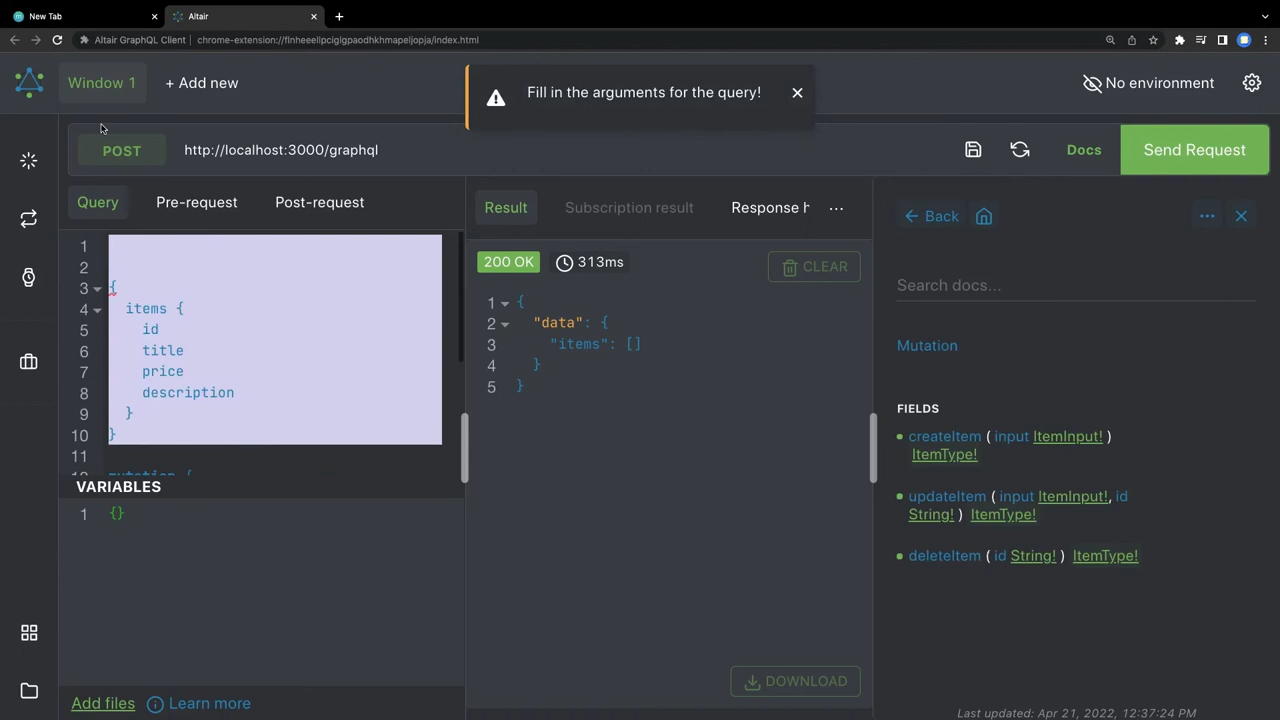 New Tab
Altair
Altair GraphQL Client
chrome-extension://flnheeellpciglgpaodhkhmapeljopja/index.html
Window 1
+ Add new
Fill in the arguments for the query!
No environment
POST
http://localhost:3000/graphql
Docs
Send Request
Query
Pre-request
Post-request
Result
Subscription result
Response h
Back
1
2
3 {
4 items {
5 id
6 title
7 price
8 description
9 }
10 }
11
mutation {
VARIABLES
1 {}
Add files
Learn more
200 OK
313ms
CLEAR
1 {
2 "data": {
3 "items": []
4 }
5 }
DOWNLOAD
Search docs...
Mutation
FIELDS
createItem ( input ItemInput! )
ItemType!
updateItem ( input ItemInput!, id
String! ) ItemType!
deleteItem ( id String! ) ItemType!
Last updated: Apr 21, 2022, 12:37:24 PM